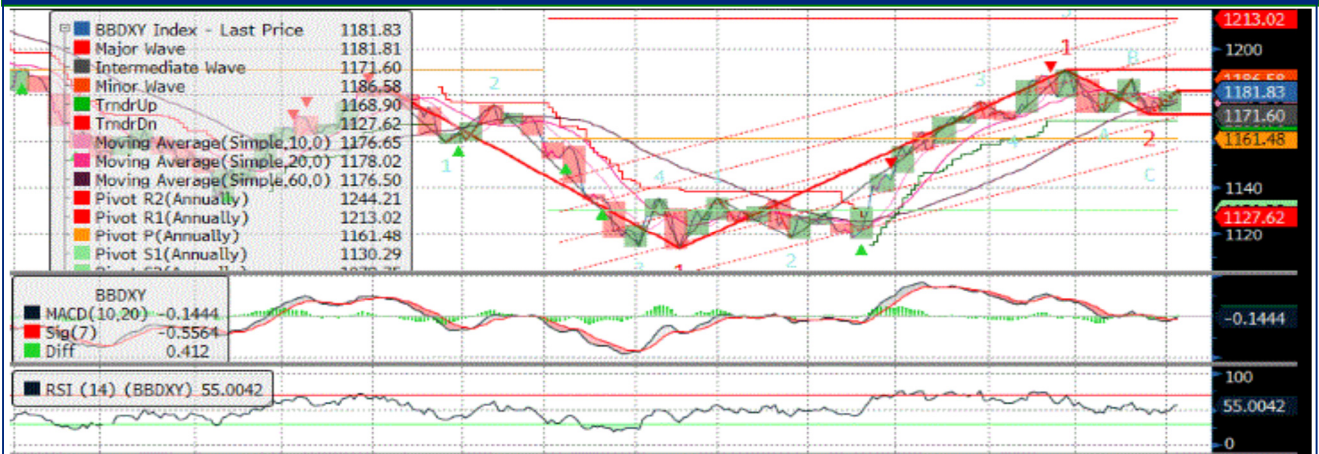 BBDXY Index - Last Price 1181.83
Major Wave 1181.81
Intermediate Wave 1171.60
Minor Wave 1186.58
TrndrUp 1168.90
TrndrDn 1127.62
Moving Average(Simple,10,0) 1176.65
Moving Average(Simple,20,0) 1178.02
Moving Average(Simple,60,0) 1176.50
Pivot R2(Annually) 1244.21
Pivot R1(Annually) 1213.02
Pivot P(Annually) 1161.48
Pivot S1(Annually) 1130.29
1
2
4
2
1
2
3
4
1
B
4
2
C
1213.02
1200
1186.58
1181.83
1171.60
1161.48
1140
1127.62
1120
BBDXY
MACD(10,20) -0.1444
Sig(7) -0.5564
Diff 0.412
-0.1444
RSI (14) (BBDXY) 55.0042
100
55.0042
0